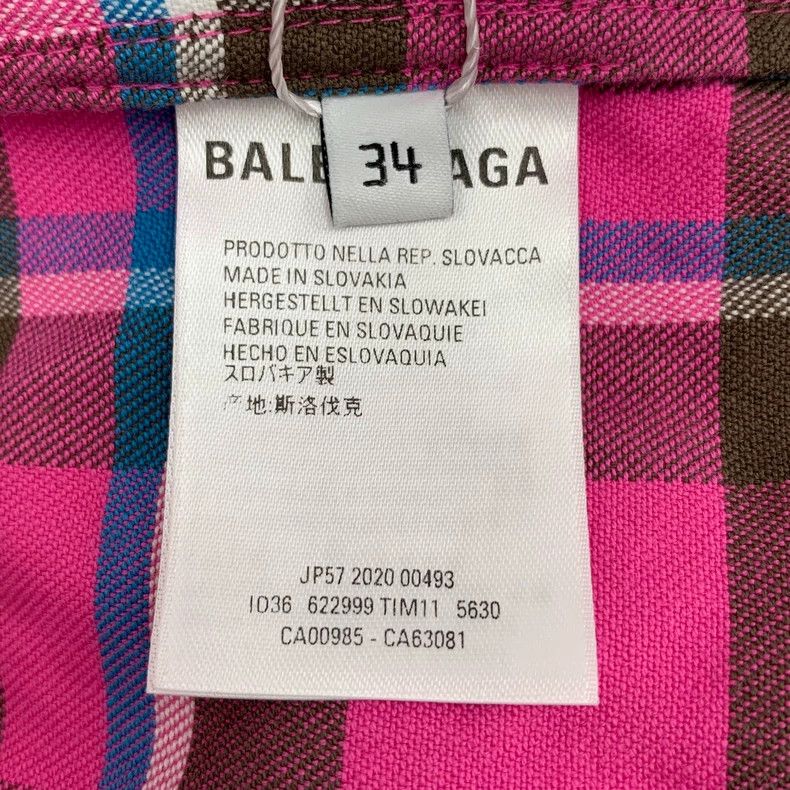 BALE AGA
34
PRODOTTO NELLA REP. SLOVACCA
MADE IN SLOVAKIA
HERGESTELLT EN SLOWAKEI
FABRIQUE EN SLOVAQUIE
HECHO EN ESLOVAQUIA
スロバキア製
产地:斯洛伐克
JP57 2020 00493
IO36 622999 TIM11 5630
CA00985 - CA63081